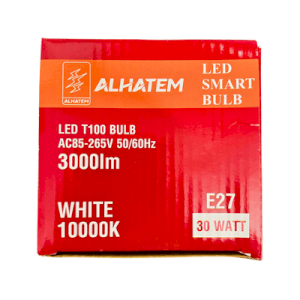 ALHATEM
ALHATEM
LED
SMART
BULB
LED T100 BULB
AC85-265V 50/60Hz
3000lm
WHITE
10000K
E27
30 WATT